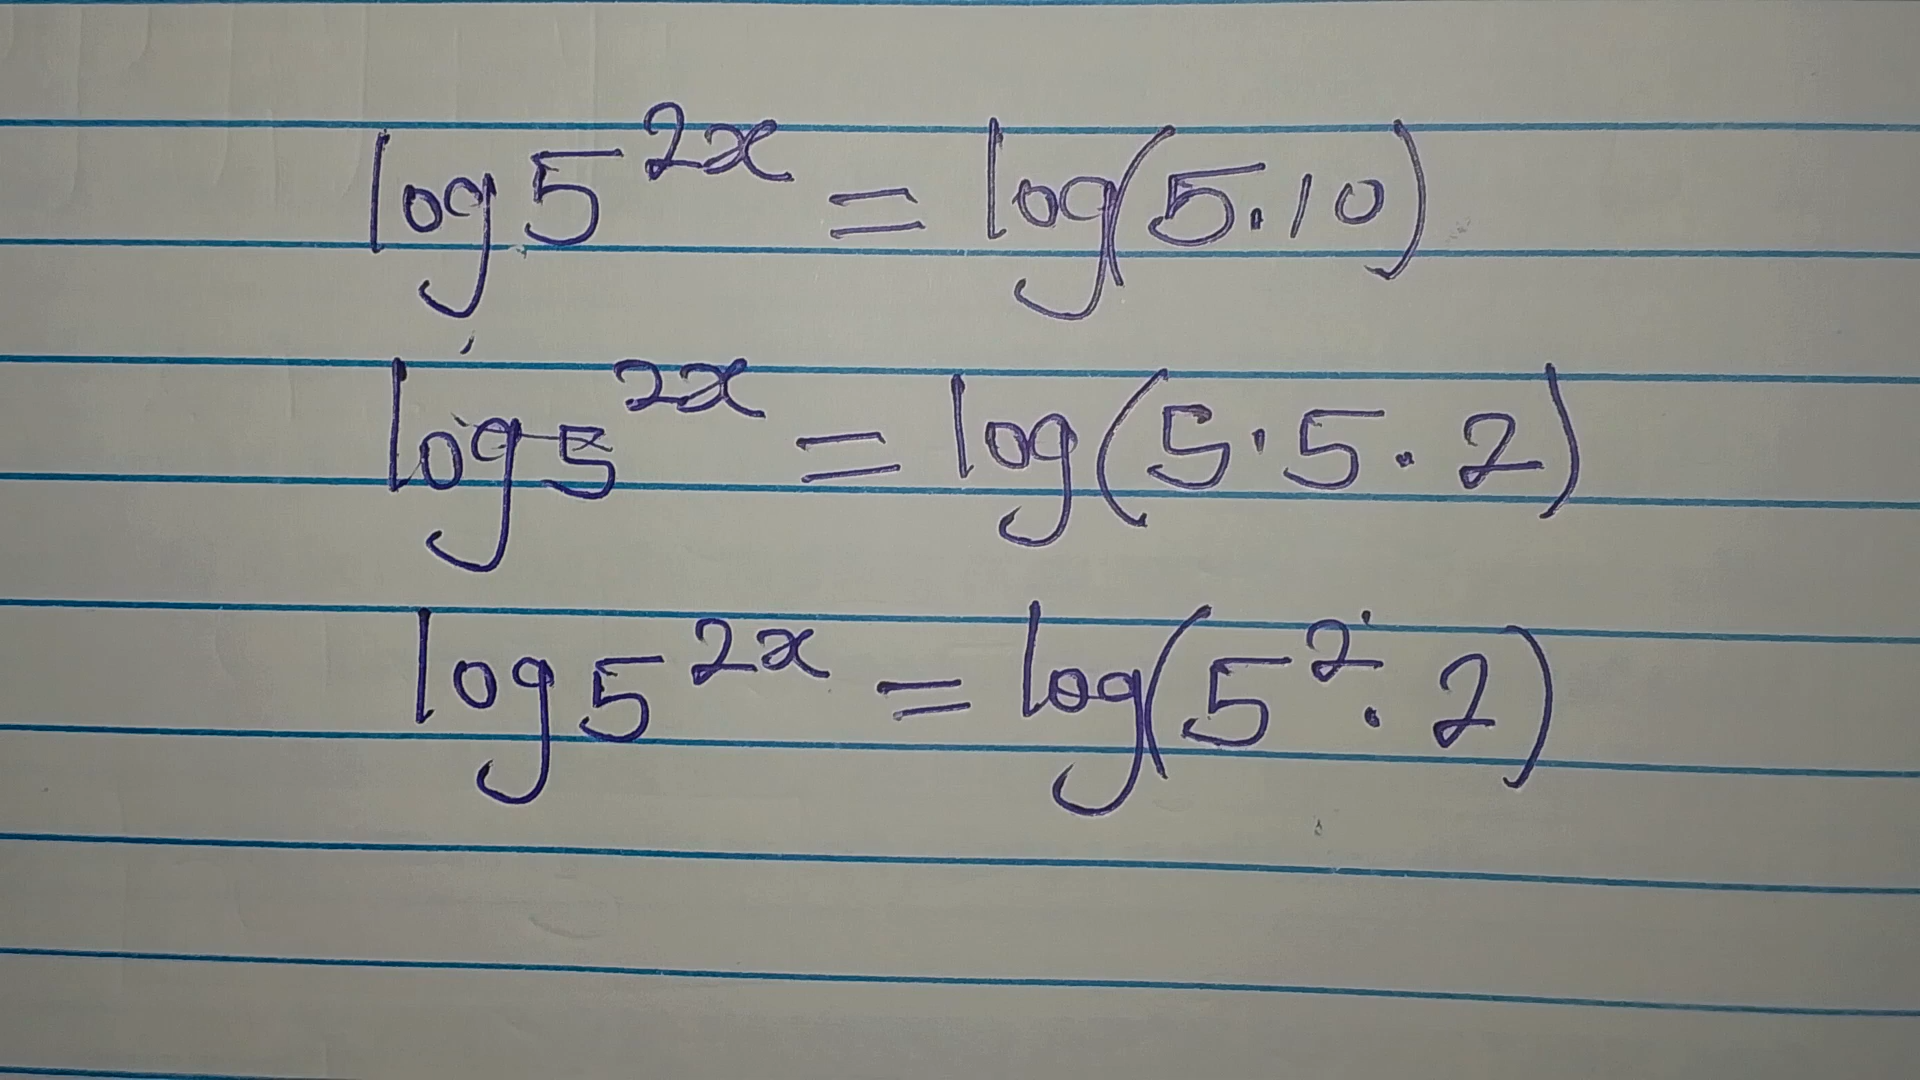 log 5^2x = log(5.10)
log 5^2x = log(5.5.2)
log 5^2x = log(5^2.2)